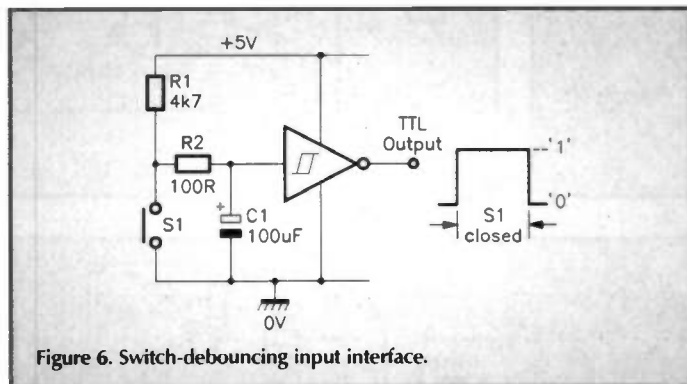 +5V
R1
4k7
R2
100R
S1
+
C1
100uF
0V
TTL
Output
'1'
'0'
S1
closed
Figure 6. Switch-debouncing input interface.